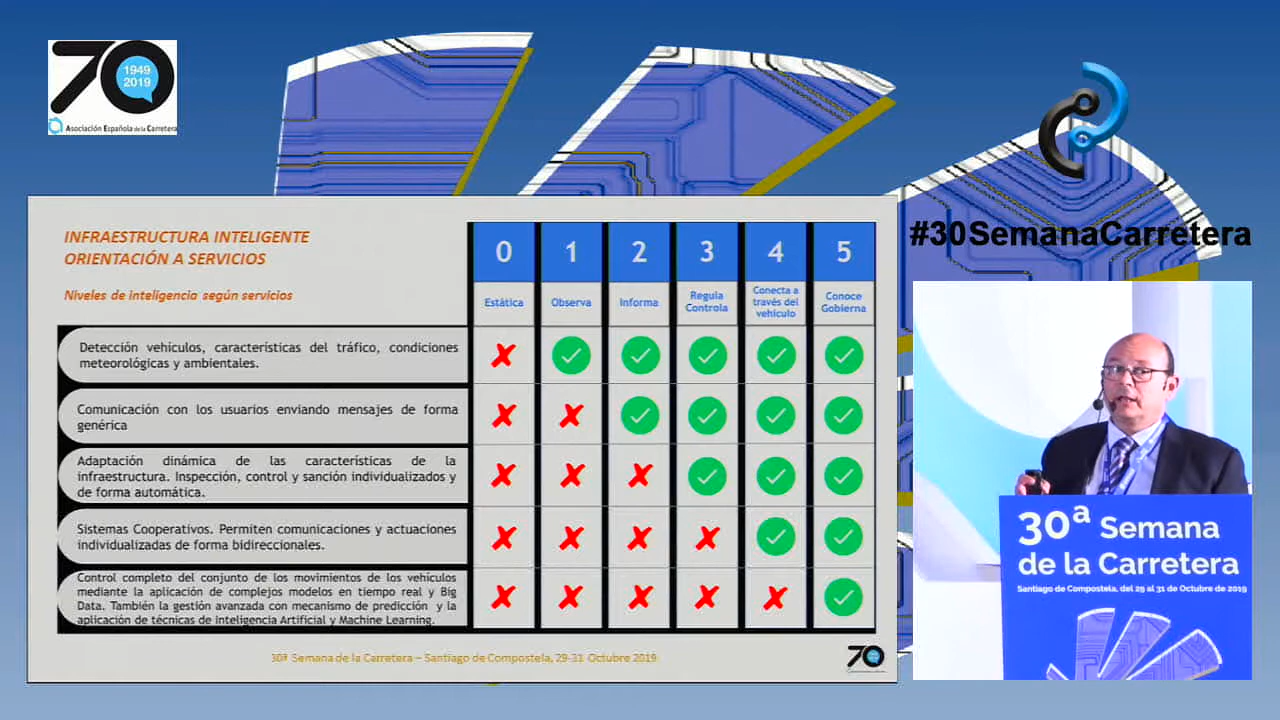 70
1949
2019
Asociación Española de la Carretera
#30SemanaCarretera
INFRAESTRUCTURA INTELIGENTE
ORIENTACIÓN A SERVICIOS
Niveles de inteligencia según servicios
0 1 2 3 4 5
Estática
Observa
Informa
Regula
Controla
Conecta a
través del
vehículo
Conoce
Gobierna
Detección vehículos, características del tráfico, condiciones
meteorológicas y ambientales.
Comunicación con los usuarios enviando mensajes de forma
genérica
Adaptación dinámica de las características de la
infraestructura. Inspección, control y sanción individualizados y
de forma automática.
Sistemas Cooperativos. Permiten comunicaciones y actuaciones
individualizadas de forma bidireccionales.
Control completo del conjunto de los movimientos de los vehículos
mediante la aplicación de complejos modelos en tiempo real y Big
Data. También la gestión avanzada con mecanismo de predicción y la
aplicación de técnicas de Inteligencia Artificial y Machine Learning.
30ª Semana de la Carretera – Santiago de Compostela, 29-31 Octubre 2019
70
30ª Semana
de la Carretera
Santiago de Compostela, del 29 al 31 de Octubre de 2019